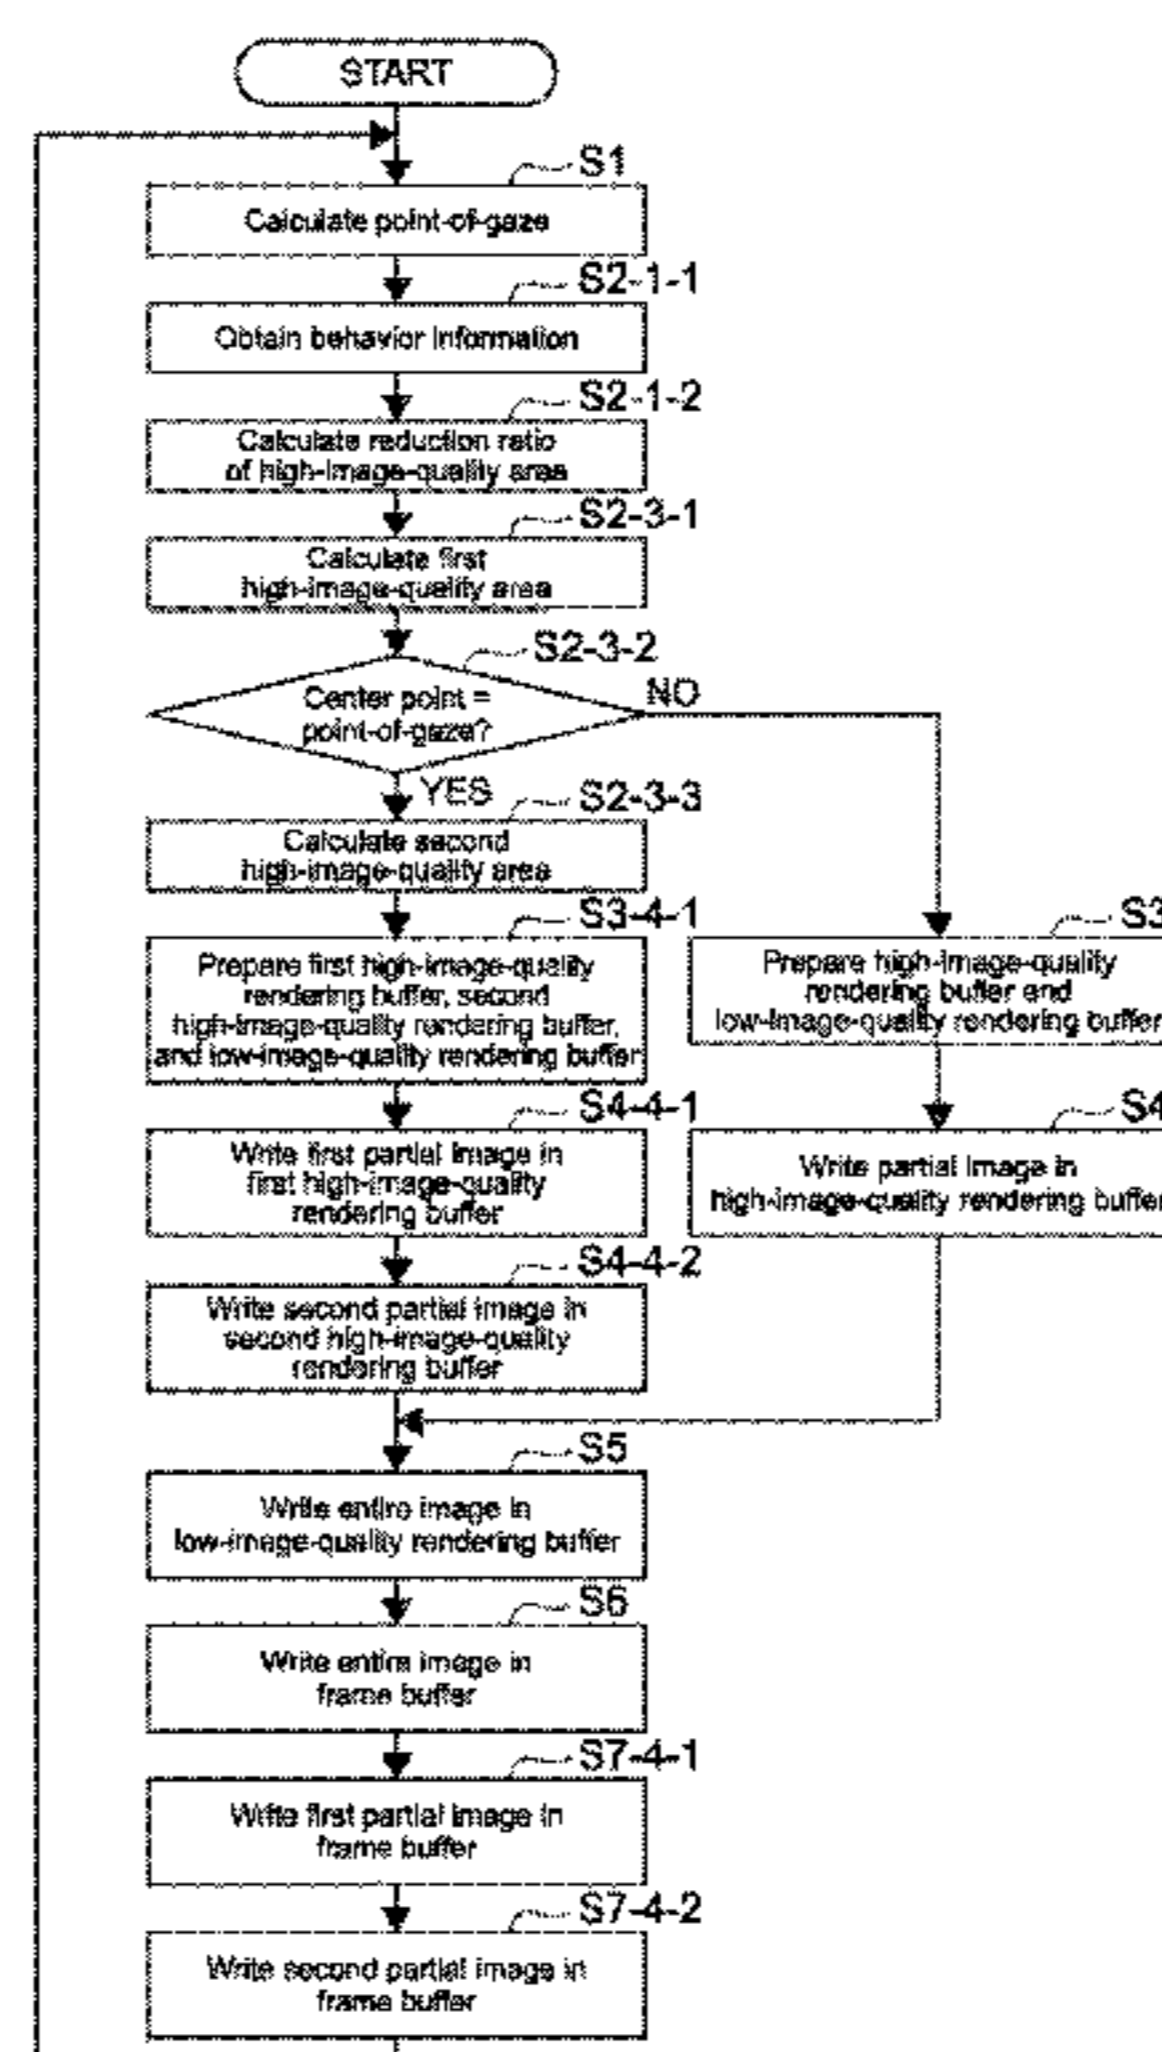 START
S1
Calculate point-of-gaze
S2-1-1
Obtain behavior information
S2-1-2
Calculate reduction ratio
of high-image-quality area
S2-3-1
Calculate first
high-image-quality area
S2-3-2
Center point =
point-of-gaze?
NO
YES
S2-3-3
Calculate second
high-image-quality area
S3-4-1
Prepare first high-image-quality
rendering buffer, second
high-image-quality rendering buffer,
and low-image-quality rendering buffer
S3
Prepare high-image-quality
rendering buffer and
low-image-quality rendering buffer
S4-4-1
Write first partial image in
first high-image-quality
rendering buffer
S4
Write partial image in
high-image-quality rendering buffer
S4-4-2
Write second partial image in
second high-image-quality
rendering buffer
S5
Write entire image in
low-image-quality rendering buffer
S6
Write entire image in
frame buffer
S7-4-1
Write first partial image in
frame buffer
S7-4-2
Write second partial image in
frame buffer